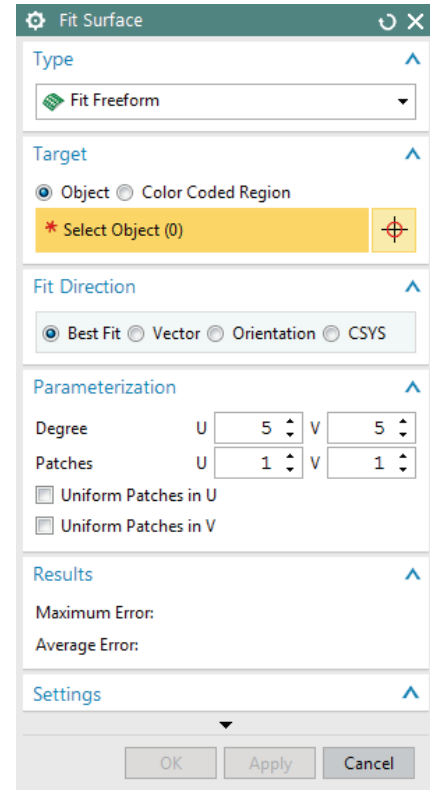 Fit Surface
Type
Fit Freeform
Target
Object Color Coded Region
* Select Object (0)
Fit Direction
Best Fit Vector Orientation CSYS
Parameterization
Degree U 5 V 5
Patches U 1 V 1
Uniform Patches in U
Uniform Patches in V
Results
Maximum Error:
Average Error:
Settings
OK Apply Cancel